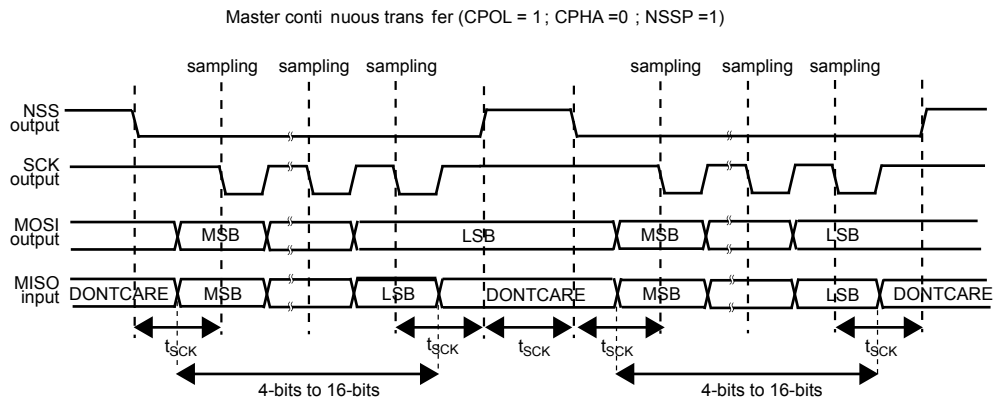 Master conti nuous trans fer (CPOL = 1 ; CPHA =0 ; NSSP =1)
sampling sampling sampling sampling sampling sampling
NSS
output
SCK
output
MOSI
output
MSB LSB MSB LSB
MISO
input
DONTCARE MSB LSB DONTCARE MSB LSB DONTCARE
tSCK tSCK tSCK tSCK tSCK
4-bits to 16-bits 4-bits to 16-bits